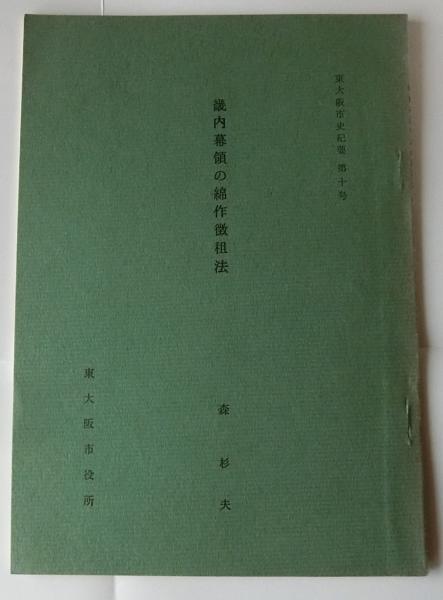 東大阪市史紀要 第十号
畿内幕領の綿作徴租法
森杉夫
東大阪市役所